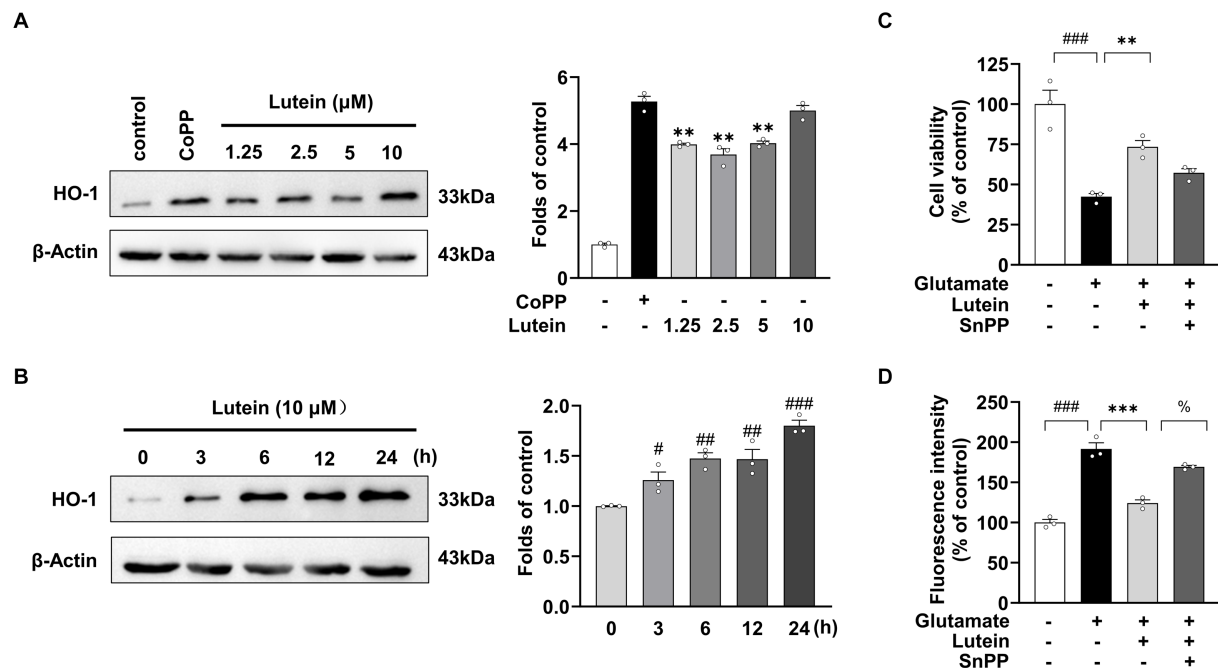 A
Lutein (μM)
control
CoPP
1.25 2.5 5 10
HO-1
33kDa
β-Actin
43kDa
Folds of control
6
4
2
0
** ** **
CoPP - + - - - -
Lutein - - 1.25 2.5 5 10
B
Lutein (10 μM）
0 3 6 12 24 (h)
HO-1
33kDa
β-Actin
43kDa
Folds of control
2.0
1.5
1.0
0.5
0.0
# ## ## ###
0 3 6 12 24 (h)
C
### **
Cell viability
(% of control)
125
100
75
50
25
0
Glutamate - + + +
Lutein - - + +
SnPP - - - +
D
### *** %
Fluorescence intensity
(% of control)
250
200
150
100
50
0
Glutamate - + + +
Lutein - - + +
SnPP - - - +